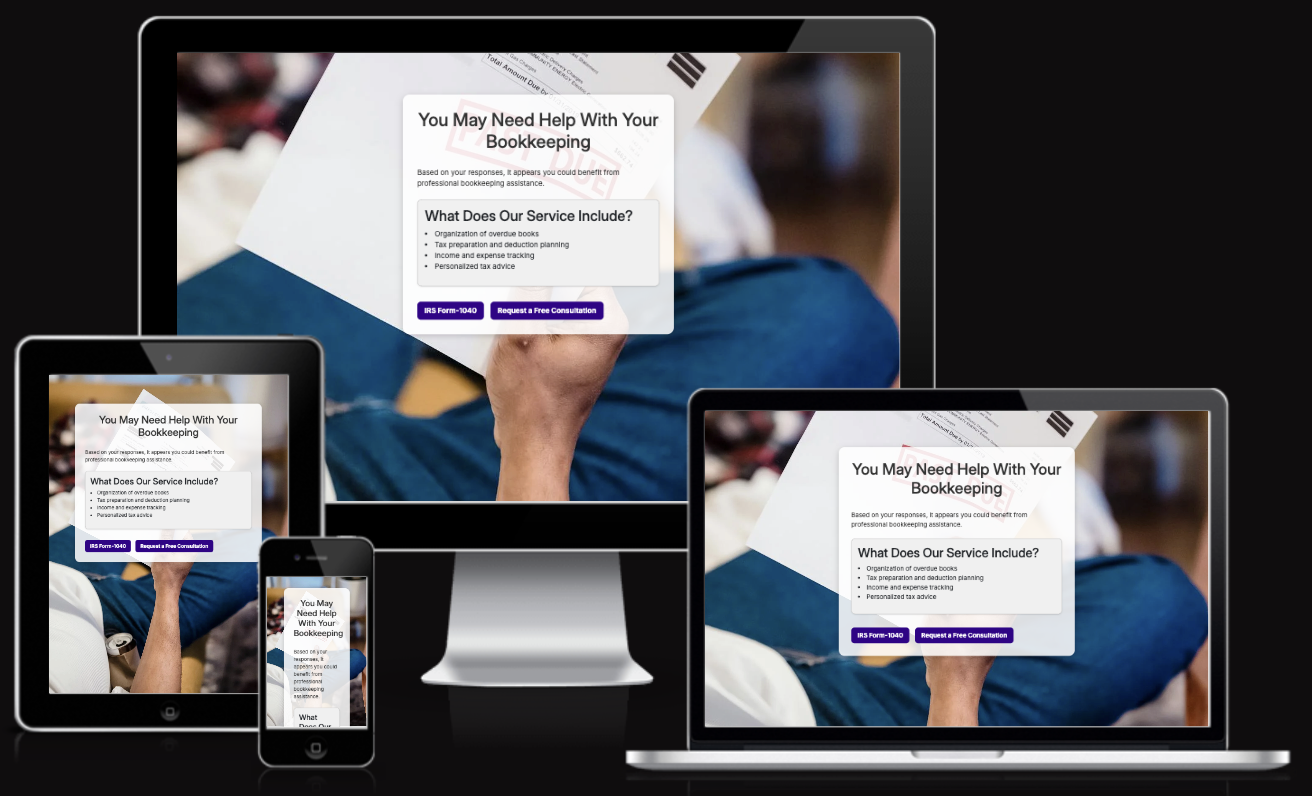 Total Amount Due by
PAST DUE
You May Need Help With Your
Bookkeeping
Based on your responses, it appears you could benefit from
professional bookkeeping assistance.
What Does Our Service Include?
• Organization of overdue books
• Tax preparation and deduction planning
• Income and expense tracking
• Personalized tax advice
IRS Form-1040
Request a Free Consultation
You May Need Help With Your
Bookkeeping
Based on your responses, it appears you could benefit from
professional bookkeeping assistance.
What Does Our Service Include?
• Organization of overdue books
• Tax preparation and deduction planning
• Income and expense tracking
• Personalized tax advice
IRS Form-1040
Request a Free Consultation
You May
Need Help
With Your
Bookkeeping
Based on your
responses, it
appears you could
benefit from
professional
bookkeeping
assistance.
What
Does Our
Total Amount Due by
You May Need Help With Your
Bookkeeping
Based on your responses, it appears you could benefit from
professional bookkeeping assistance.
What Does Our Service Include?
• Organization of overdue books
• Tax preparation and deduction planning
• Income and expense tracking
• Personalized tax advice
IRS Form-1040
Request a Free Consultation